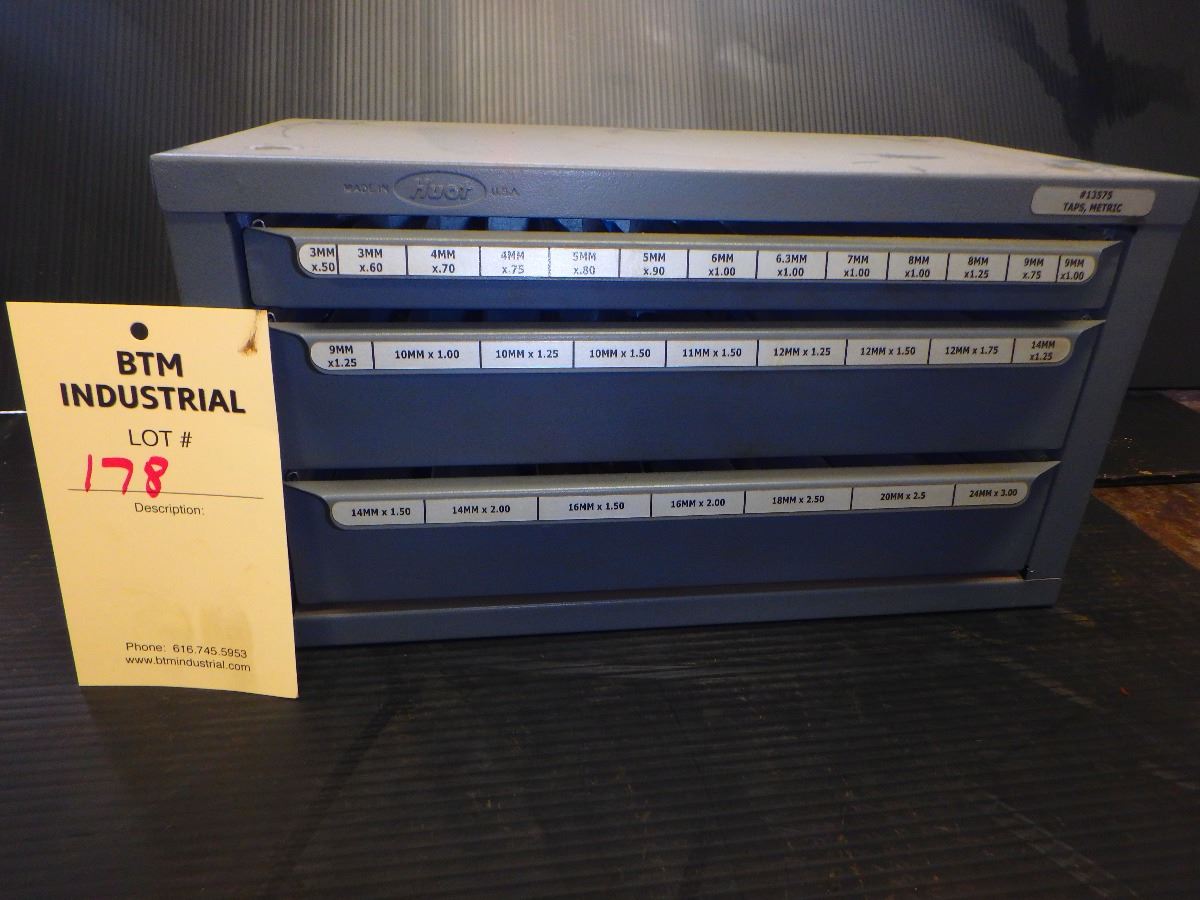 MADE IN Huot U.S.A.
#13575
TAPS, METRIC
3MM x.50 3MM x.60 4MM x.70 4MM x.75 5MM x.80 5MM x.90 6MM x1.00 6.3MM x1.00 7MM x1.00 8MM x1.00 8MM x1.25 9MM x.75 9MM x1.00
9MM x1.25 10MM x 1.00 10MM x 1.25 10MM x 1.50 11MM x 1.50 12MM x 1.25 12MM x 1.50 12MM x 1.75 14MM x1.25
14MM x 1.50 14MM x 2.00 16MM x 1.50 16MM x 2.00 18MM x 2.50 20MM x 2.5 24MM x 3.00
BTM
INDUSTRIAL
LOT #
178
Description:
Phone: 616.745.5953
www.btmindustrial.com